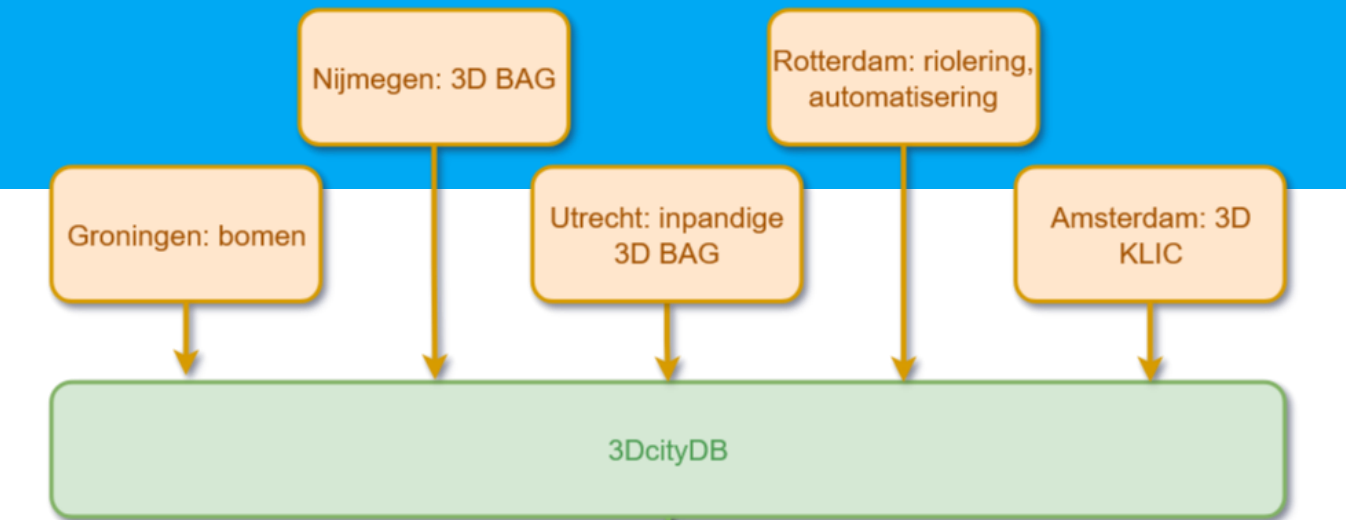 Nijmegen: 3D BAG
Rotterdam: riolering,
automatisering
Groningen: bomen
Utrecht: inpandige
3D BAG
Amsterdam: 3D
KLIC
3DcityDB